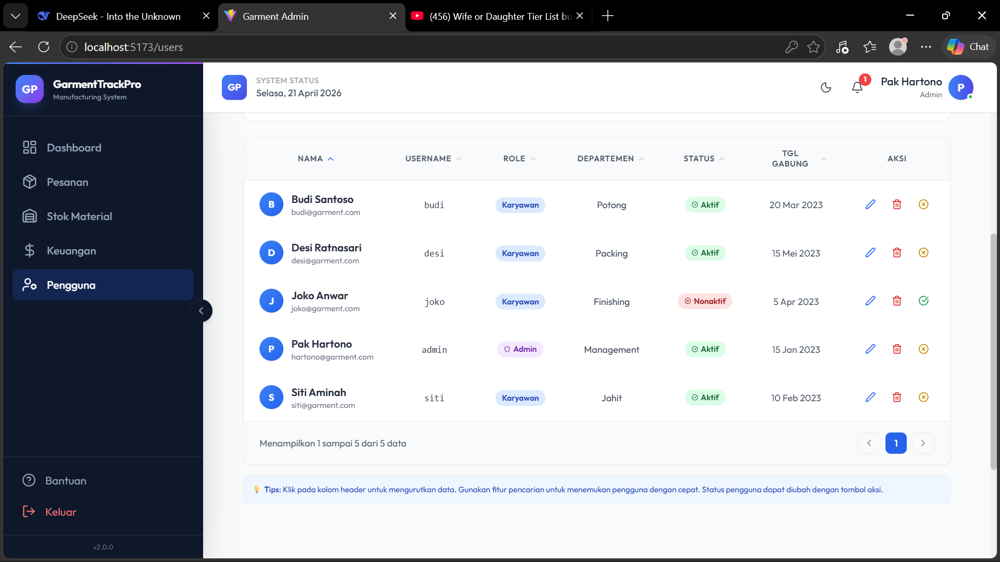 DeepSeek - Into the Unknown
Garment Admin
(456) Wife or Daughter Tier List bu
localhost:5173/users
Chat
GP
GarmentTrackPro
Manufacturing System
GP
SYSTEM STATUS
Selasa, 21 April 2026
1
Pak Hartono
Admin
P
Dashboard
Pesanan
Stok Material
Keuangan
Pengguna
Bantuan
Keluar
v2.0.0
NAMA USERNAME ROLE DEPARTEMEN STATUS TGL GABUNG AKSI
B Budi Santoso budi@garment.com budi Karyawan Potong Aktif 20 Mar 2023
D Desi Ratnasari desi@garment.com desi Karyawan Packing Aktif 15 Mei 2023
J Joko Anwar joko@garment.com joko Karyawan Finishing Nonaktif 5 Apr 2023
P Pak Hartono hartono@garment.com admin Admin Management Aktif 15 Jan 2023
S Siti Aminah siti@garment.com siti Karyawan Jahit Aktif 10 Feb 2023
Menampilkan 1 sampai 5 dari 5 data
1
Tips: Klik pada kolom header untuk mengurutkan data. Gunakan fitur pencarian untuk menemukan pengguna dengan cepat. Status pengguna dapat diubah dengan tombol aksi.